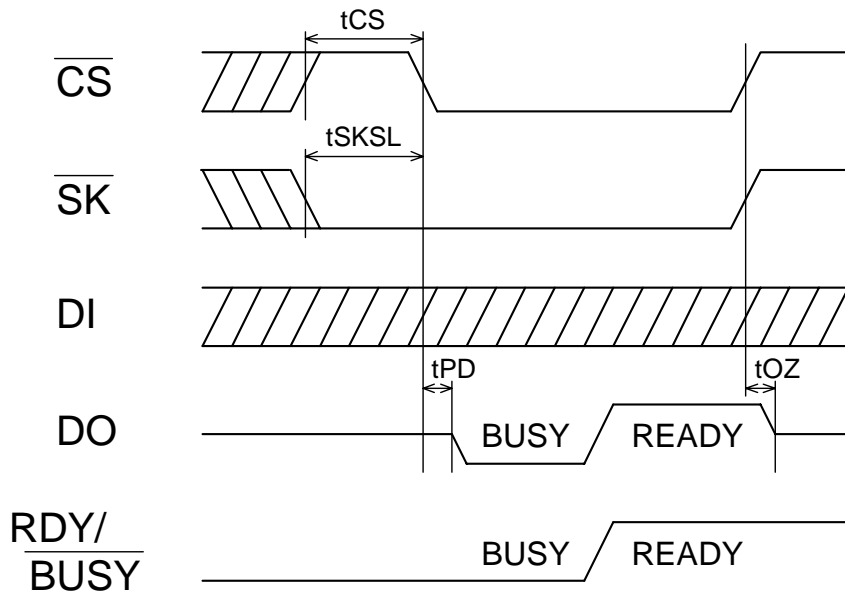 tCS
CS
tSKSL
SK
DI
tPD
tOZ
DO
BUSY READY
RDY/
BUSY
BUSY READY